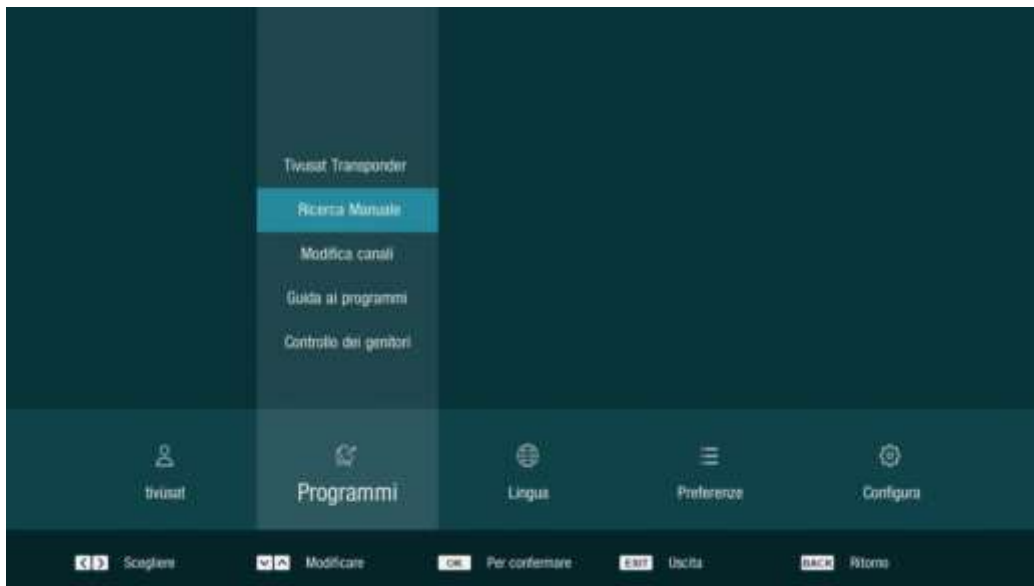 Tivusat Transponder
Ricerca Manuale
Modifica canali
Guida ai programmi
Controllo dei genitori
tivùsat Programmi Lingua Preferenze Configura
Scegliere Modificare OK Per confermare EXIT Uscita BACK Ritorno